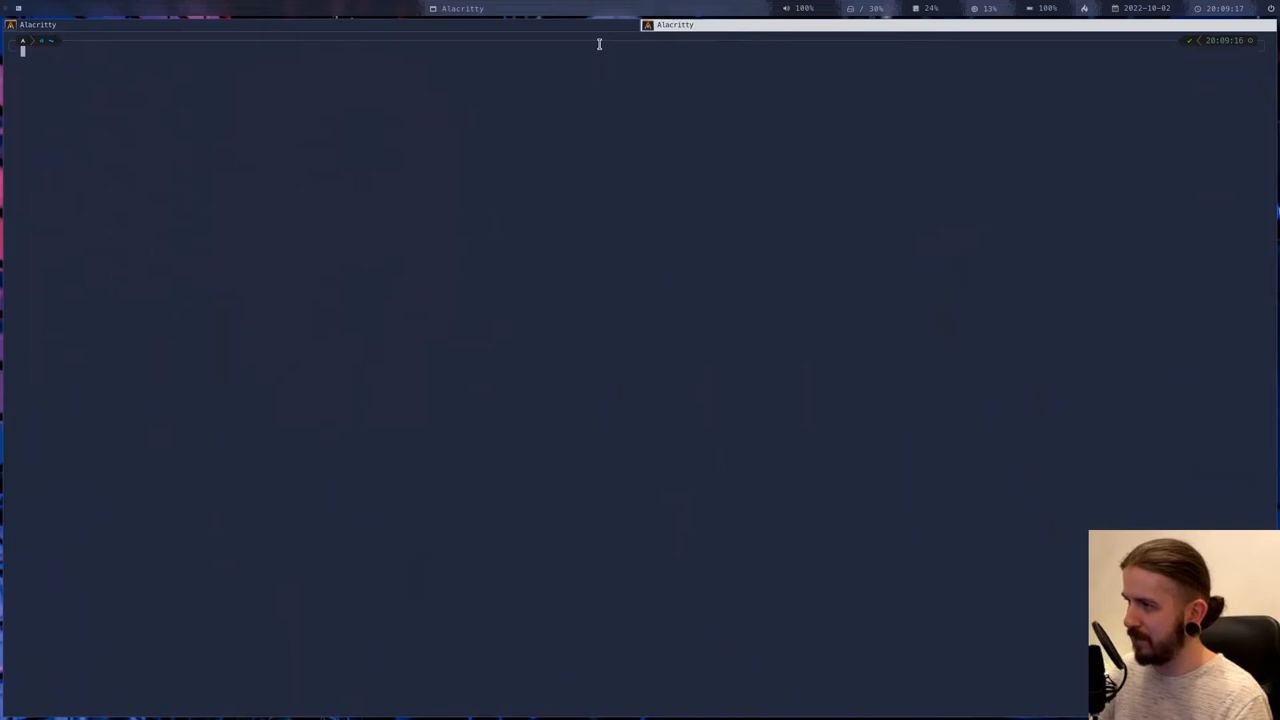 Alacritty 100% / 30% 24% 13% 100% 2022-10-02 20:09:17
Alacritty Alacritty
~ ✔ 20:09:16